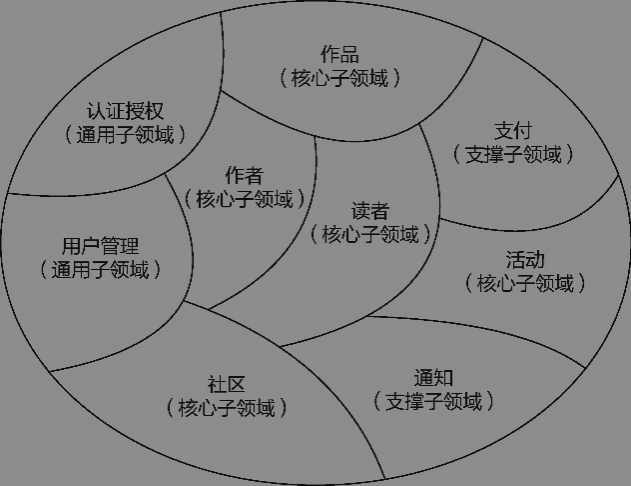 作品
（核心子领域）
认证授权
（通用子领域）
支付
（支撑子领域）
作者
（核心子领域）
读者
（核心子领域）
用户管理
（通用子领域）
活动
（核心子领域）
社区
（核心子领域）
通知
（支撑子领域）